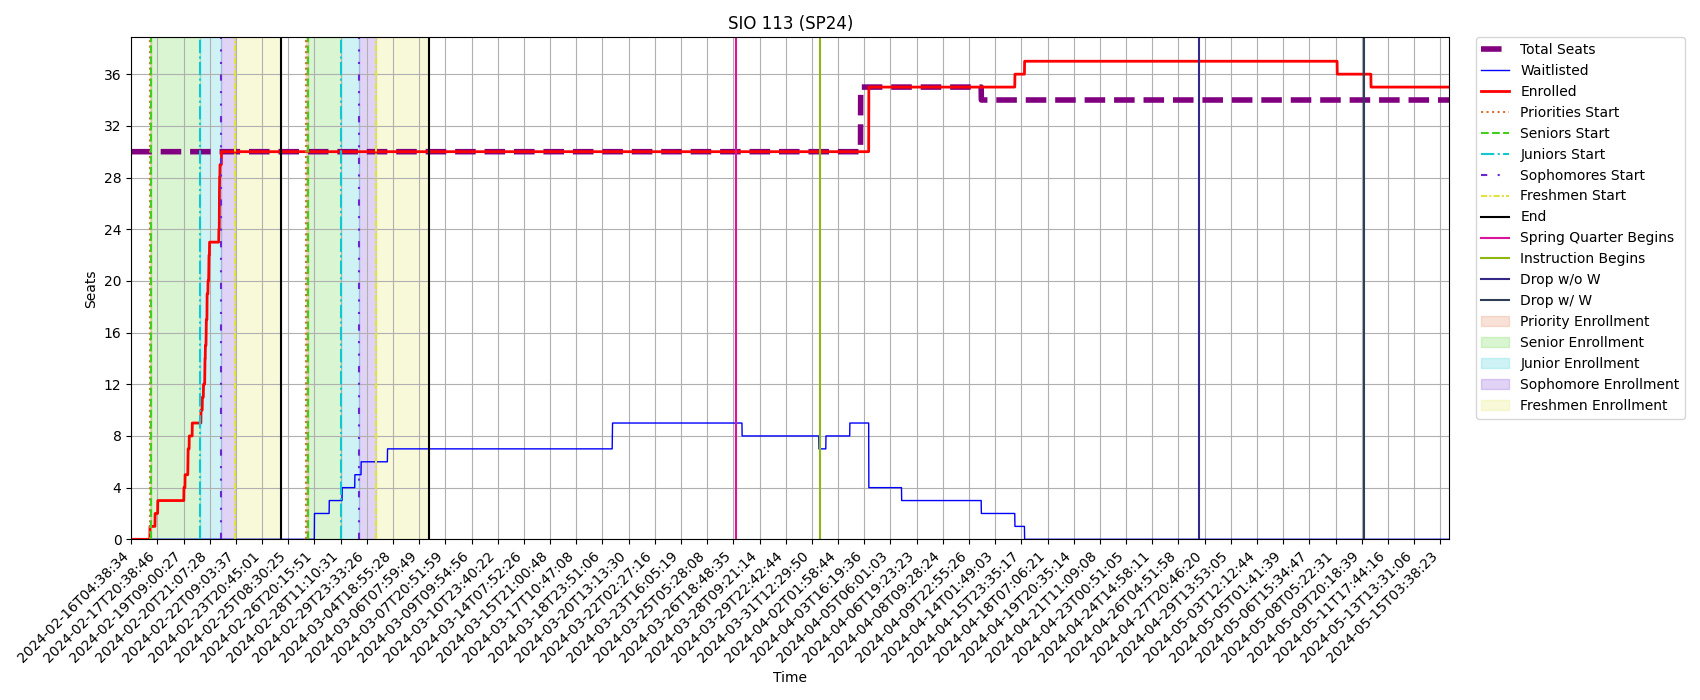 SIO 113 (SP24)
Seats
36
32
28
24
20
16
12
8
4
0
2024-02-16T04:38:34
2024-02-17T20:38:46
2024-02-19T09:00:27
2024-02-20T21:07:28
2024-02-22T09:03:37
2024-02-23T20:45:01
2024-02-25T08:30:25
2024-02-26T20:15:51
2024-02-28T11:10:31
2024-02-29T23:33:26
2024-03-04T18:55:28
2024-03-06T07:59:49
2024-03-07T20:51:59
2024-03-09T09:54:56
2024-03-10T23:40:22
2024-03-14T07:52:26
2024-03-15T21:00:48
2024-03-17T10:47:08
2024-03-18T23:51:06
2024-03-20T13:13:30
2024-03-22T02:27:16
2024-03-23T16:05:19
2024-03-25T05:28:08
2024-03-26T18:48:35
2024-03-28T09:21:14
2024-03-29T22:42:44
2024-03-31T12:29:50
2024-04-02T01:58:44
2024-04-03T16:19:36
2024-04-05T06:01:03
2024-04-06T19:23:23
2024-04-08T09:28:24
2024-04-09T22:55:26
2024-04-14T01:49:03
2024-04-15T23:35:17
2024-04-18T07:06:21
2024-04-19T20:35:14
2024-04-21T11:09:08
2024-04-23T00:51:05
2024-04-24T14:58:11
2024-04-26T04:51:58
2024-04-27T20:46:20
2024-04-29T13:53:05
2024-05-03T12:12:44
2024-05-05T01:41:39
2024-05-06T15:34:47
2024-05-08T05:22:31
2024-05-09T20:18:39
2024-05-11T17:44:16
2024-05-13T13:31:06
2024-05-15T03:38:23
Time
Total Seats
Waitlisted
Enrolled
Priorities Start
Seniors Start
Juniors Start
Sophomores Start
Freshmen Start
End
Spring Quarter Begins
Instruction Begins
Drop w/o W
Drop w/ W
Priority Enrollment
Senior Enrollment
Junior Enrollment
Sophomore Enrollment
Freshmen Enrollment